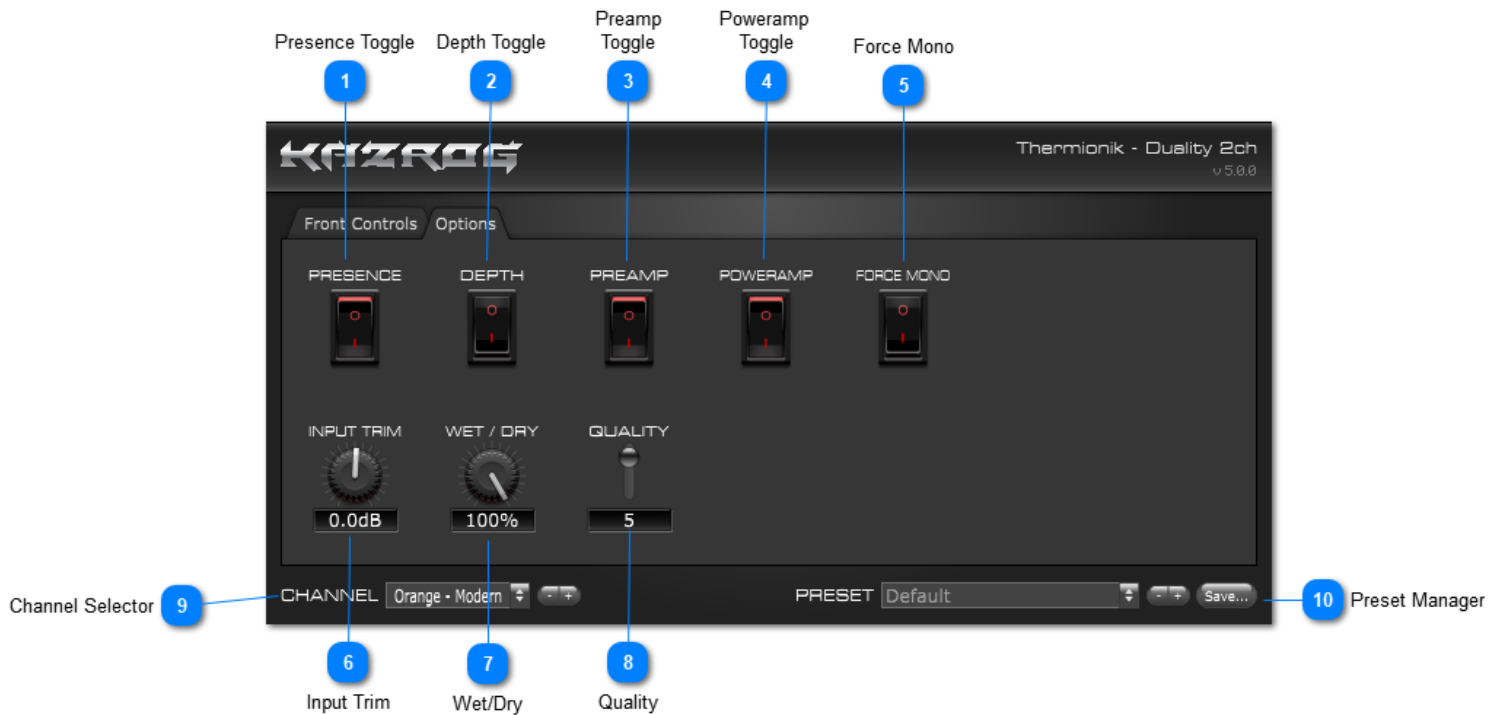 Presence Toggle
Depth Toggle
Preamp
Toggle
Poweramp
Toggle
Force Mono
1
2
3
4
5
KAZROG
Thermionik - Duality 2ch
v 5.0.0
Front Controls
Options
PRESENCE
DEPTH
PREAMP
POWERAMP
FORCE MONO
O
I
O
I
O
I
O
I
O
I
INPUT TRIM
WET / DRY
QUALITY
0.0dB
100%
5
Channel Selector
9
CHANNEL
Orange - Modern
- +
PRESET
Default
- +
Save...
10
Preset Manager
6
7
8
Input Trim
Wet/Dry
Quality